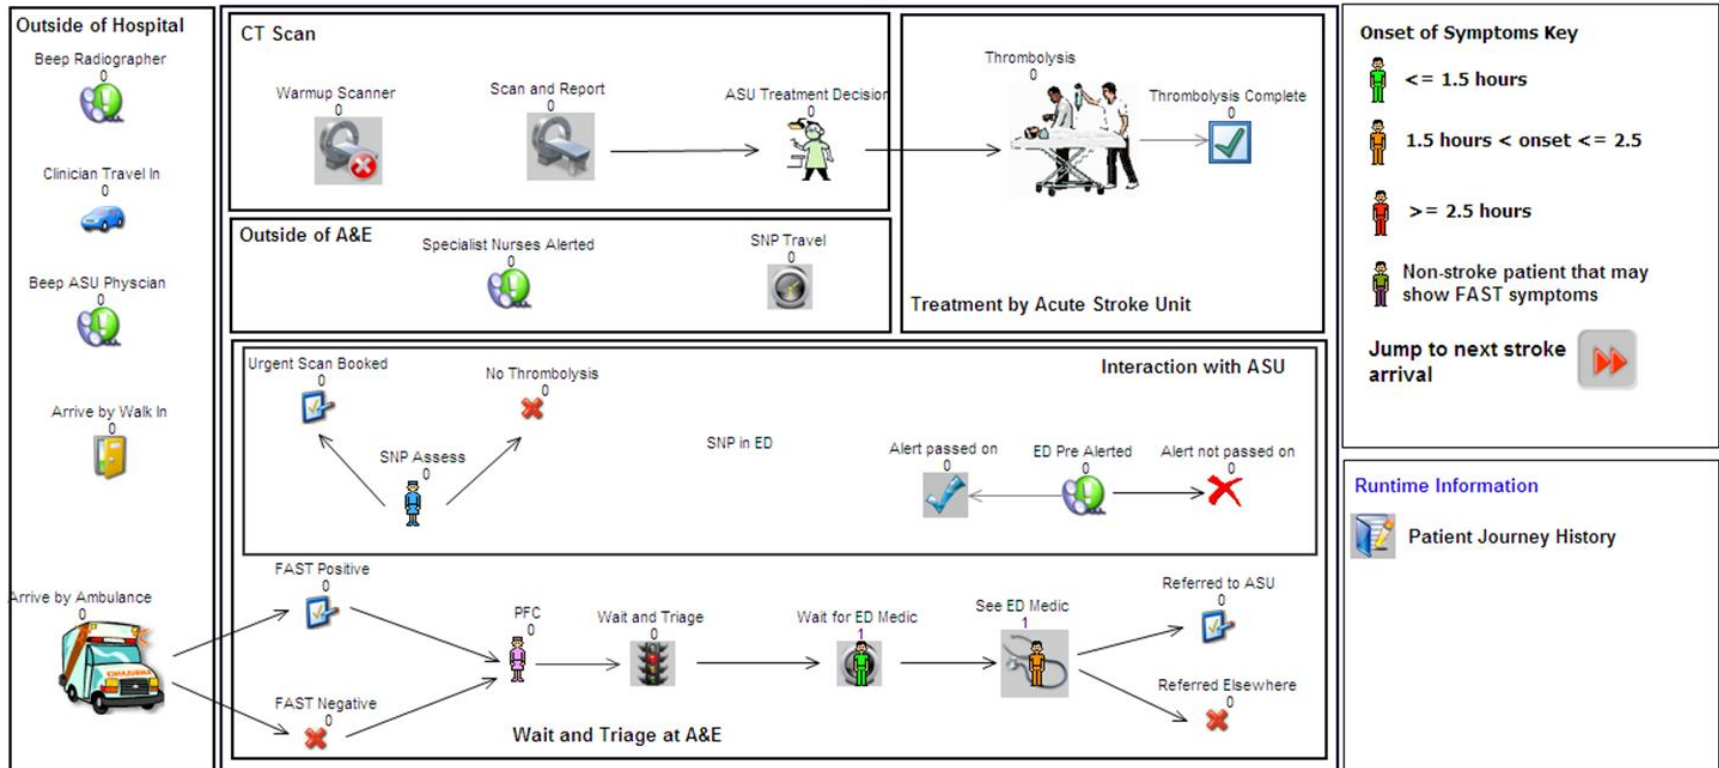 Outside of Hospital
Beep Radiographer
0
Clinician Travel In
0
Beep ASU Physcian
0
Arrive by Walk In
0
Arrive by Ambulance
0
CT Scan
Warmup Scanner
0
Scan and Report
0
ASU Treatment Decision
0
Thrombolysis
0
Thrombolysis Complete
0
Treatment by Acute Stroke Unit
Outside of A&E
Specialist Nurses Alerted
0
SNP Travel
0
Interaction with ASU
Urgent Scan Booked
0
No Thrombolysis
0
SNP Assess
0
SNP in ED
Alert passed on
0
ED Pre Alerted
0
Alert not passed on
0
FAST Positive
0
FAST Negative
0
PFC
0
Wait and Triage
0
Wait for ED Medic
1
See ED Medic
1
Referred to ASU
0
Referred Elsewhere
0
Wait and Triage at A&E
Onset of Symptoms Key
<= 1.5 hours
1.5 hours < onset <= 2.5
>= 2.5 hours
Non-stroke patient that may
show FAST symptoms
Jump to next stroke
arrival
Runtime Information
Patient Journey History